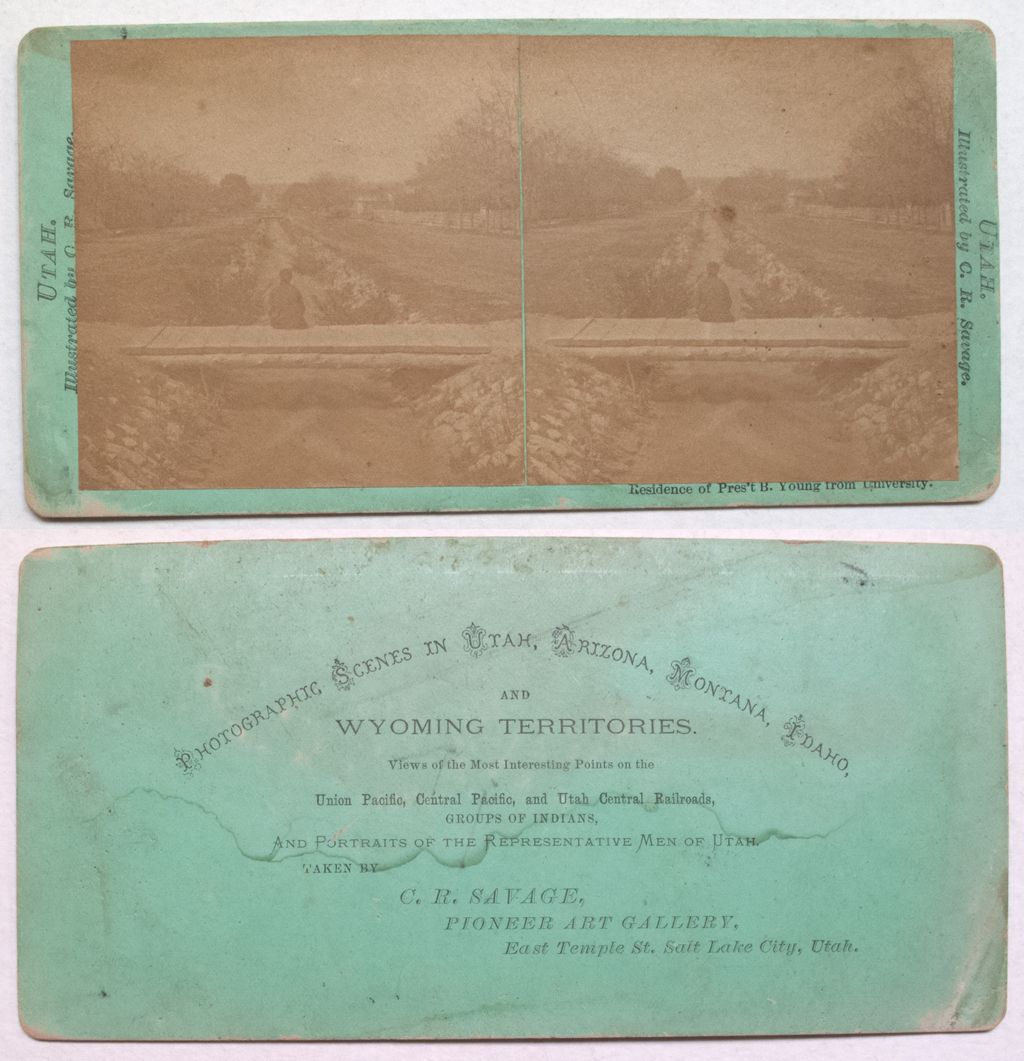 UTAH.
Illustrated by C. R. Savage.
UTAH.
Illustrated by C. R. Savage.
Residence of Pres't B. Young from University.
PHOTOGRAPHIC SCENES IN UTAH, ARIZONA, MONTANA, IDAHO,
AND
WYOMING TERRITORIES.
Views of the Most Interesting Points on the
Union Pacific, Central Pacific, and Utah Central Railroads,
GROUPS OF INDIANS,
AND PORTRAITS OF THE REPRESENTATIVE MEN OF UTAH.
TAKEN BY
C. R. SAVAGE,
PIONEER ART GALLERY,
East Temple St. Salt Lake City, Utah.